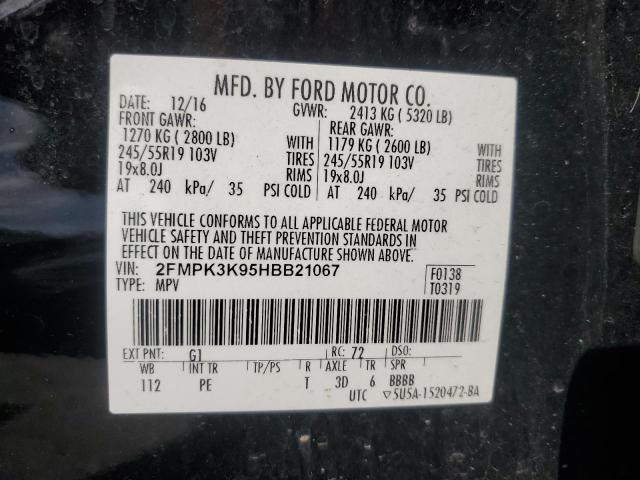 MFD. BY FORD MOTOR CO.
DATE: 12/16 GVWR: 2413 KG ( 5320 LB)
FRONT GAWR: REAR GAWR:
1270 KG ( 2800 LB) WITH 1179 KG ( 2600 LB) WITH
245/55R19 103V TIRES 245/55R19 103V TIRES
19x8.0J RIMS 19x8.0J RIMS
AT 240 kPa/ 35 PSI COLD AT 240 kPa/ 35 PSI COLD
THIS VEHICLE CONFORMS TO ALL APPLICABLE FEDERAL MOTOR
VEHICLE SAFETY AND THEFT PREVENTION STANDARDS IN
EFFECT ON THE DATE OF MANUFACTURE SHOWN ABOVE.
VIN: 2FMPK3K95HBB21067 F0138
TYPE: MPV T0319
EXT PNT: G1 RC: 72 DSO:
WB INT TR TP/PS R AXLE TR SPR
112 PE T 3D 6 BBBB
UTC ▽5U5A-1520472-BA